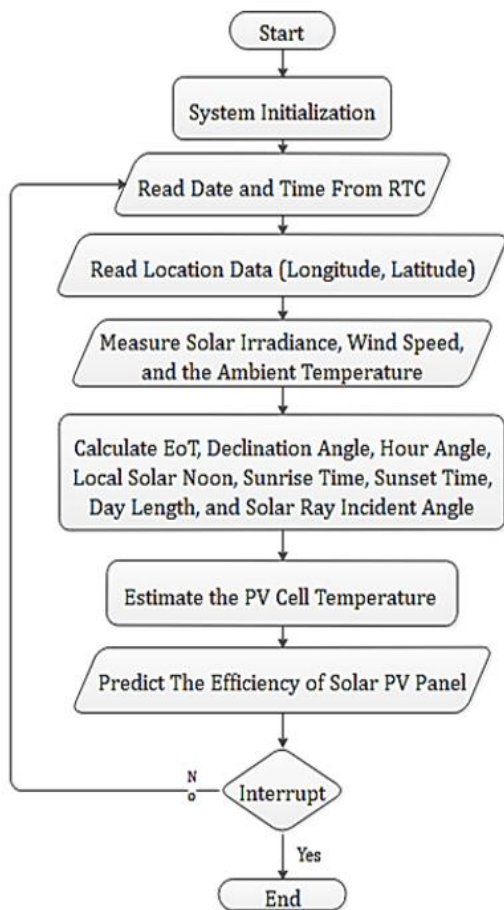 Start
System Initialization
Read Date and Time From RTC
Read Location Data (Longitude, Latitude)
Measure Solar Irradiance, Wind Speed,
and the Ambient Temperature
Calculate EoT, Declination Angle, Hour Angle,
Local Solar Noon, Sunrise Time, Sunset Time,
Day Length, and Solar Ray Incident Angle
Estimate the PV Cell Temperature
Predict The Efficiency of Solar PV Panel
N
o
Interrupt
Yes
End